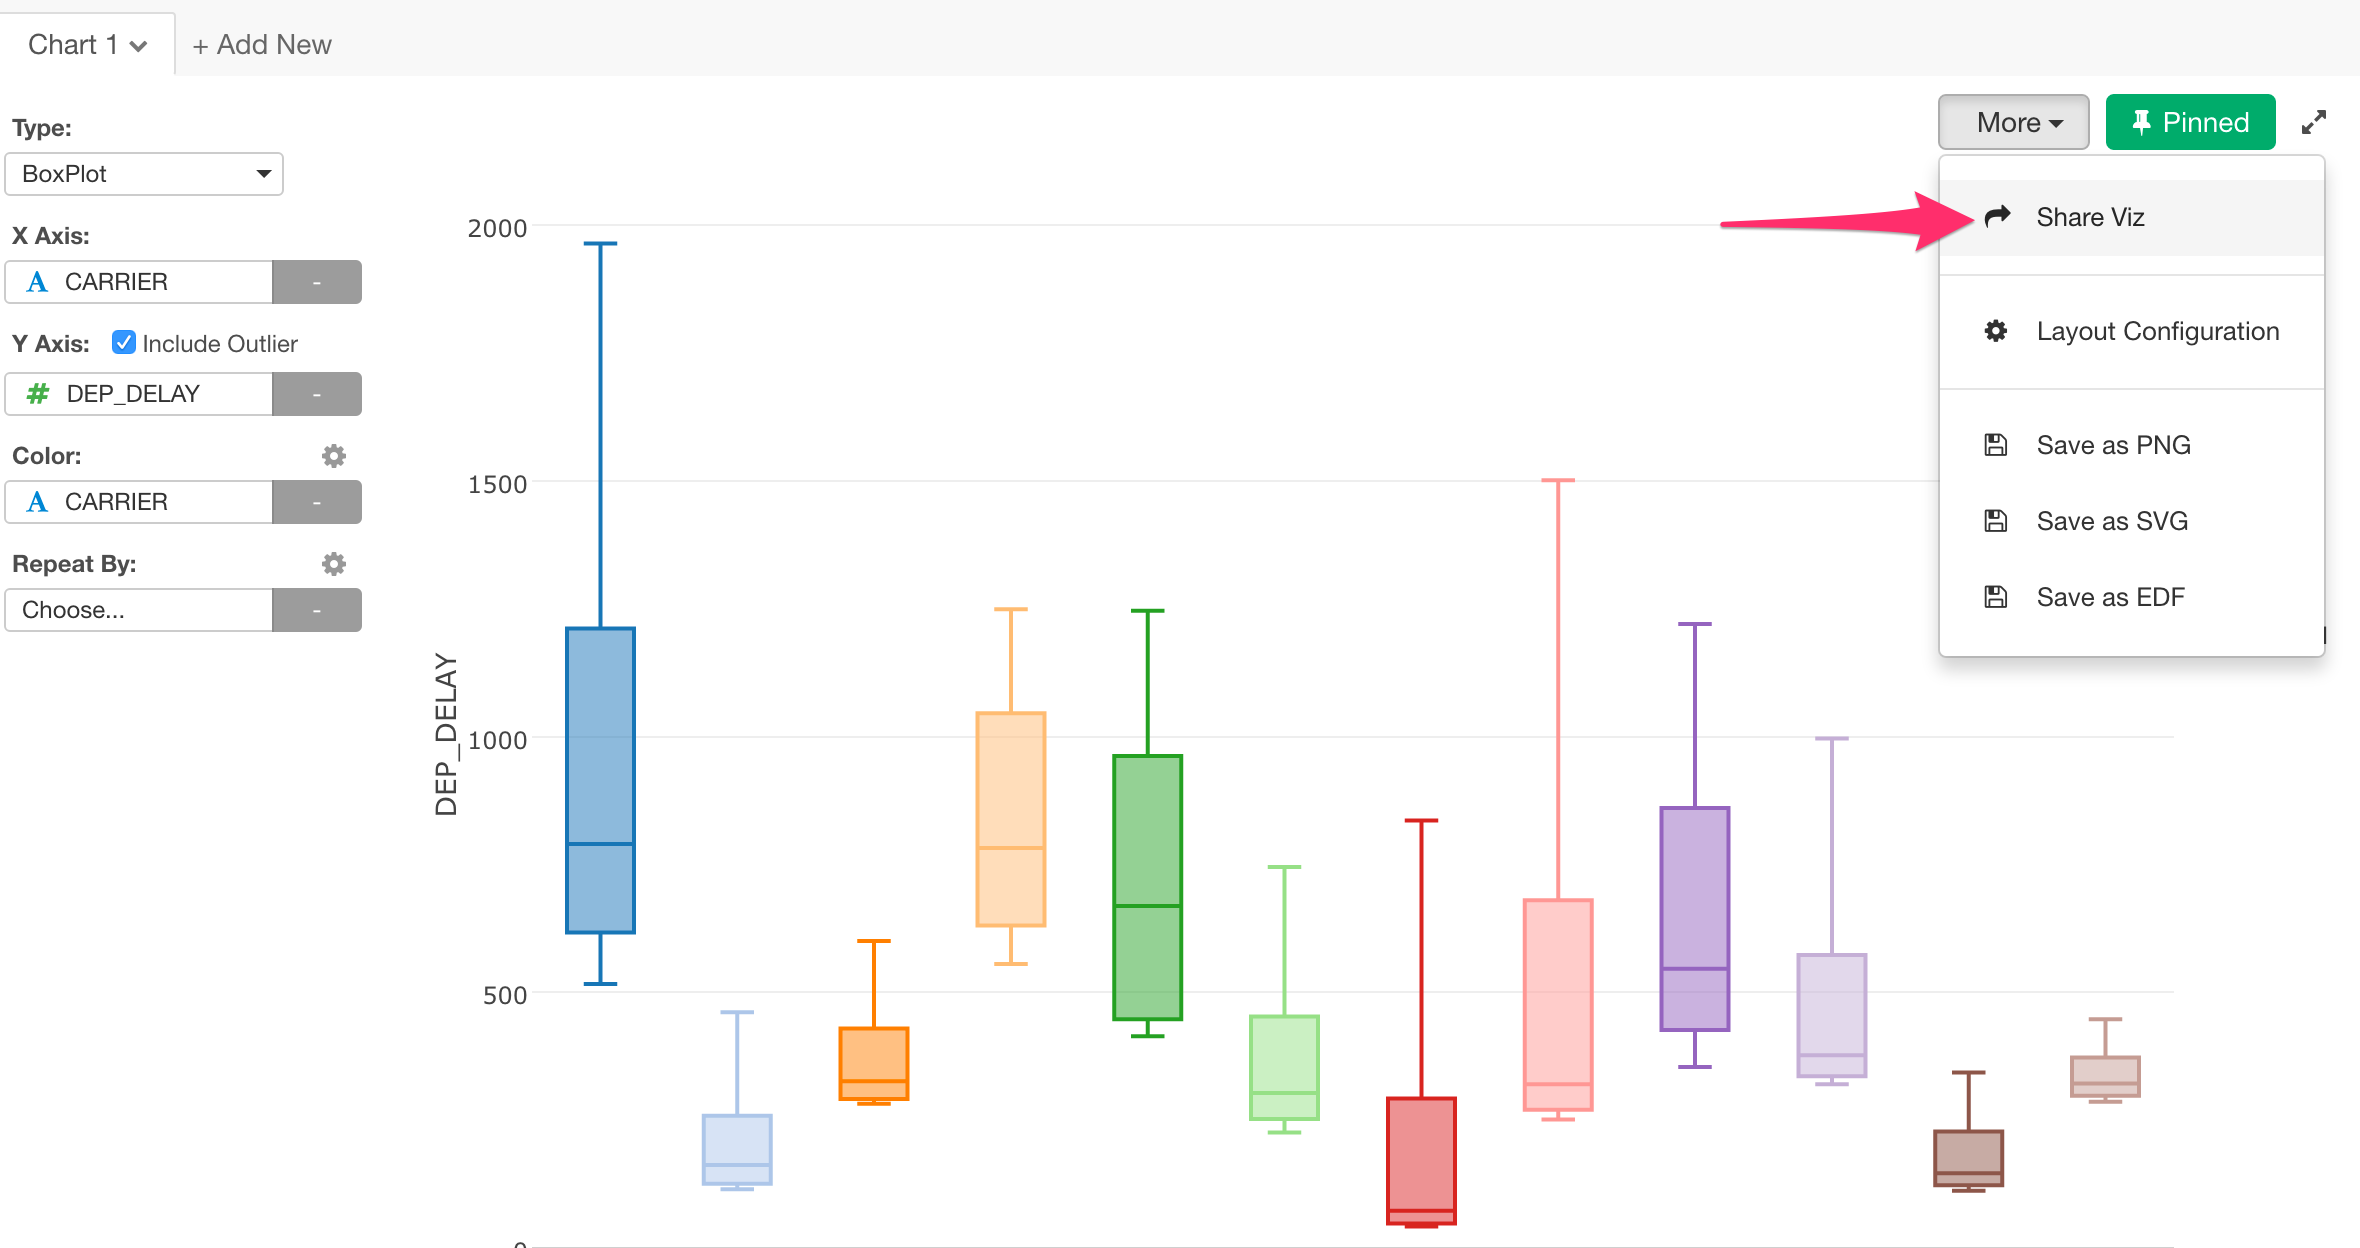 Chart 1
+ Add New
More
Pinned
Type:
BoxPlot
X Axis:
A CARRIER
-
Y Axis:
Include Outlier
# DEP_DELAY
-
Color:
A CARRIER
-
Repeat By:
Choose...
-
Share Viz
Layout Configuration
Save as PNG
Save as SVG
Save as EDF
2000
1500
1000
500
DEP_DELAY